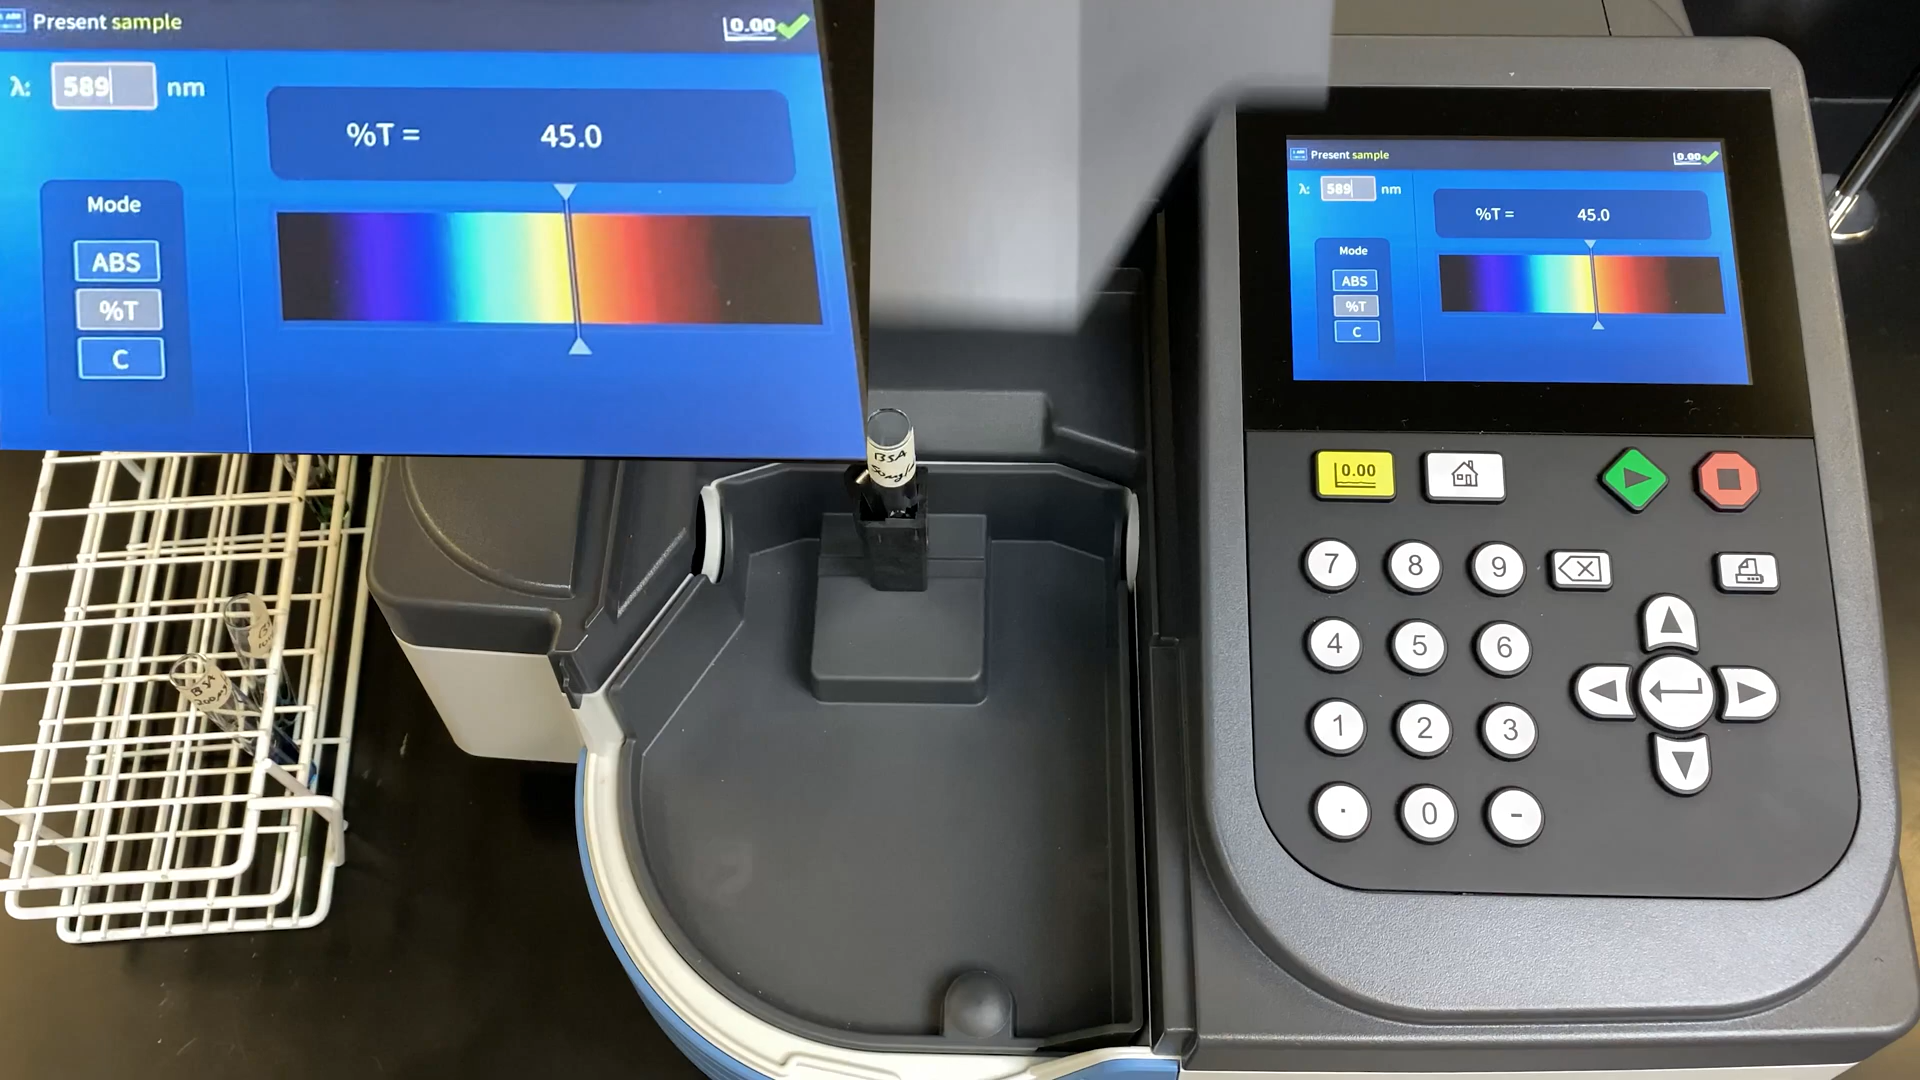 Present sample
0.00
λ: 589 nm
%T = 45.0
Mode
ABS
%T
C
Present sample
0.00
λ: 589 nm
%T = 45.0
Mode
ABS
%T
C
BSA
0.00
7 8 9
4 5 6
1 2 3
. 0 -
BSA